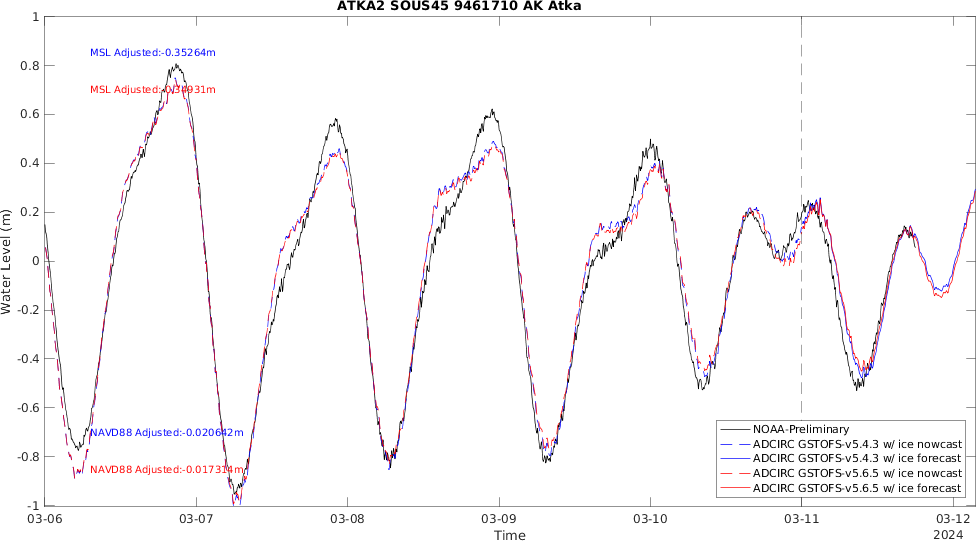 ATKA2 SOUS45 9461710 AK Atka
1
0.8
0.6
0.4
0.2
0
-0.2
-0.4
-0.6
-0.8
-1
Water Level (m)
MSL Adjusted:-0.35264m
MSL Adjusted:-0.34931m
NAVD88 Adjusted:-0.020642m
NAVD88 Adjusted:-0.017314m
NOAA-Preliminary
ADCIRC GSTOFS-v5.4.3 w/ ice nowcast
ADCIRC GSTOFS-v5.4.3 w/ ice forecast
ADCIRC GSTOFS-v5.6.5 w/ ice nowcast
ADCIRC GSTOFS-v5.6.5 w/ ice forecast
03-06 03-07 03-08 03-09 03-10 03-11 03-12
Time
2024